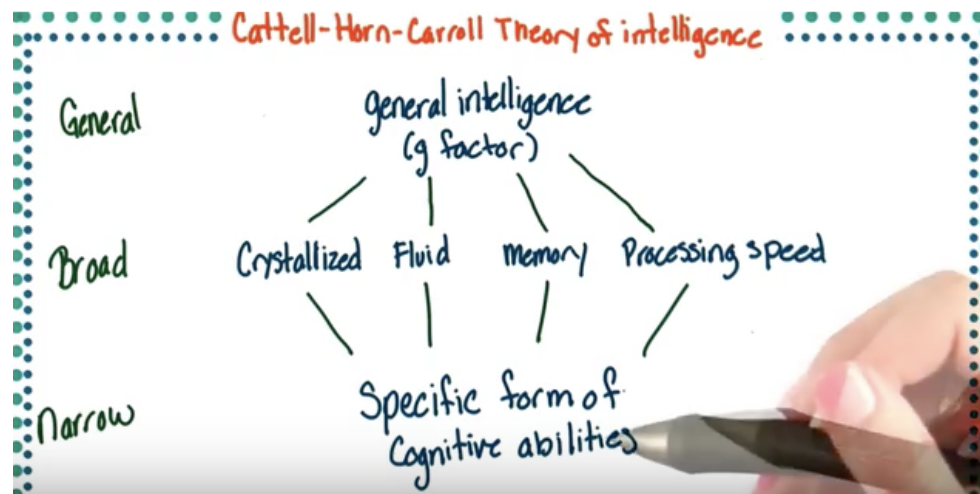 Cattell-Horn-Carroll Theory of intelligence
General
general intelligence
(g factor)
Broad
Crystallized Fluid memory Processing speed
narrow
Specific form of
Cognitive abilities